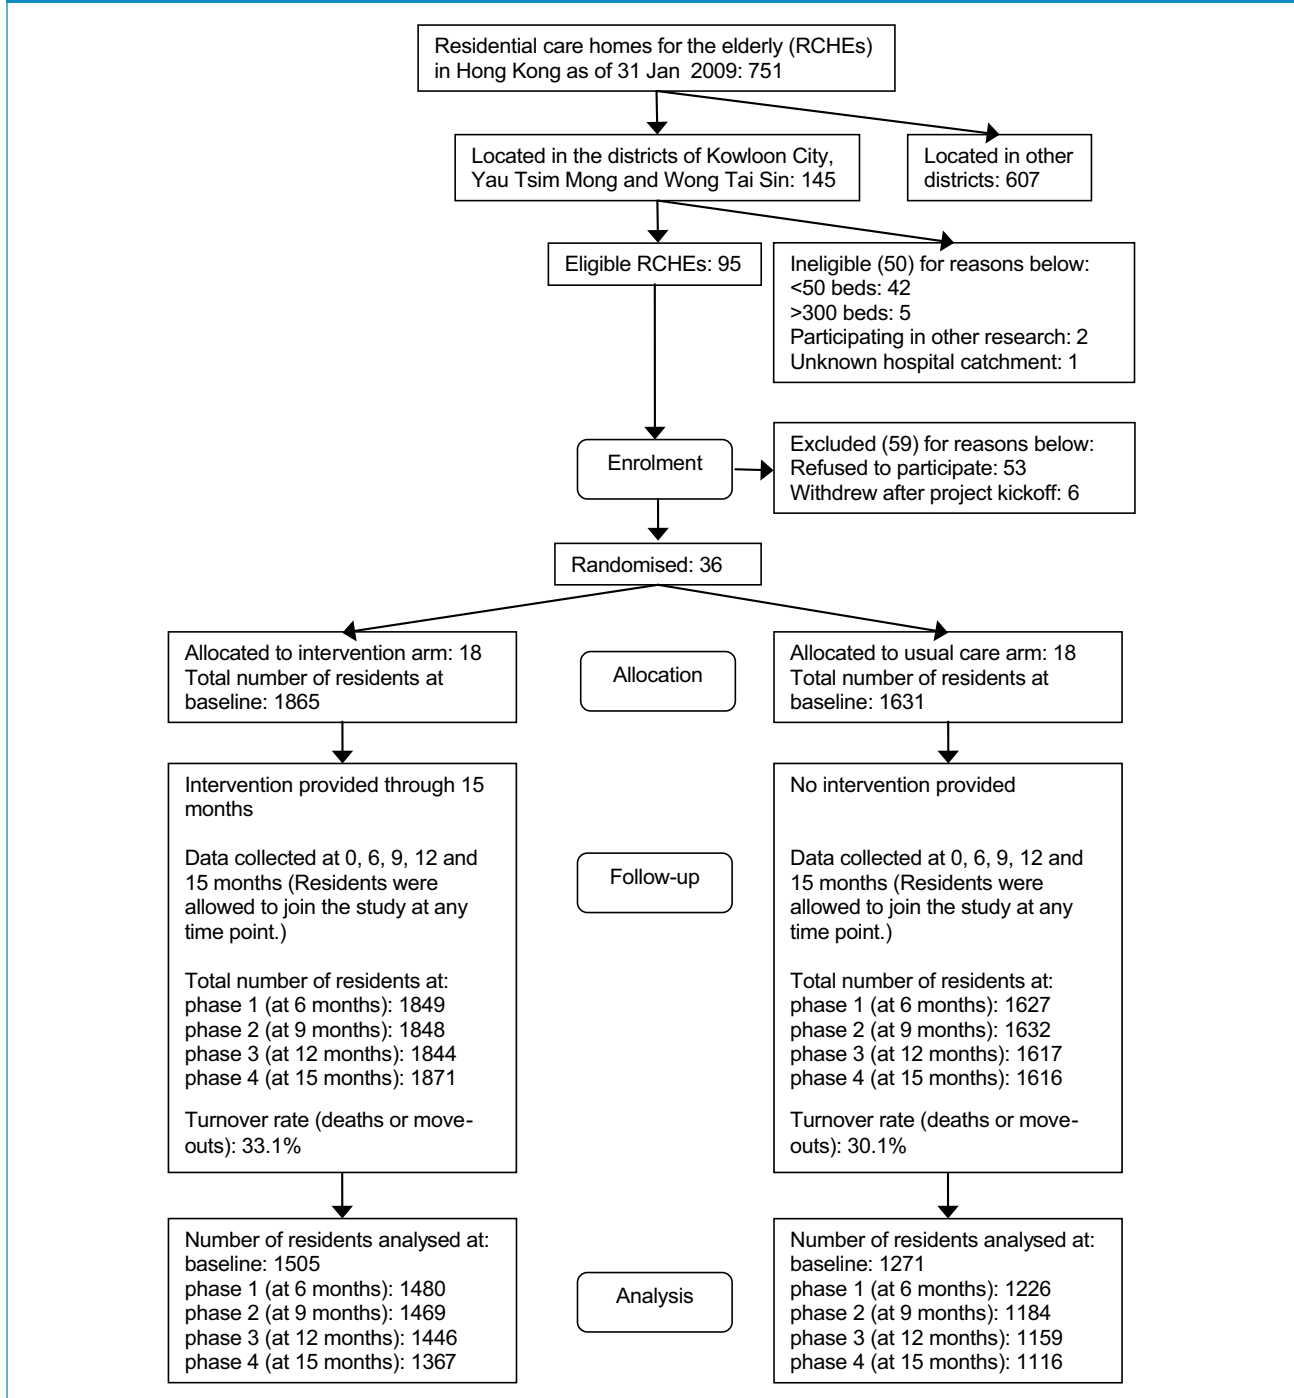 Residential care homes for the elderly (RCHEs)
in Hong Kong as of 31 Jan 2009: 751
Located in the districts of Kowloon City,
Yau Tsim Mong and Wong Tai Sin: 145
Located in other
districts: 607
Eligible RCHEs: 95
Ineligible (50) for reasons below:
<50 beds: 42
>300 beds: 5
Participating in other research: 2
Unknown hospital catchment: 1
Enrolment
Excluded (59) for reasons below:
Refused to participate: 53
Withdrew after project kickoff: 6
Randomised: 36
Allocated to intervention arm: 18
Total number of residents at
baseline: 1865
Allocation
Allocated to usual care arm: 18
Total number of residents at
baseline: 1631
Intervention provided through 15
months
Data collected at 0, 6, 9, 12 and
15 months (Residents were
allowed to join the study at any
time point.)
Total number of residents at:
phase 1 (at 6 months): 1849
phase 2 (at 9 months): 1848
phase 3 (at 12 months): 1844
phase 4 (at 15 months): 1871
Turnover rate (deaths or move-
outs): 33.1%
Follow-up
No intervention provided
Data collected at 0, 6, 9, 12 and
15 months (Residents were
allowed to join the study at any
time point.)
Total number of residents at:
phase 1 (at 6 months): 1627
phase 2 (at 9 months): 1632
phase 3 (at 12 months): 1617
phase 4 (at 15 months): 1616
Turnover rate (deaths or move-
outs): 30.1%
Number of residents analysed at:
baseline: 1505
phase 1 (at 6 months): 1480
phase 2 (at 9 months): 1469
phase 3 (at 12 months): 1446
phase 4 (at 15 months): 1367
Analysis
Number of residents analysed at:
baseline: 1271
phase 1 (at 6 months): 1226
phase 2 (at 9 months): 1184
phase 3 (at 12 months): 1159
phase 4 (at 15 months): 1116